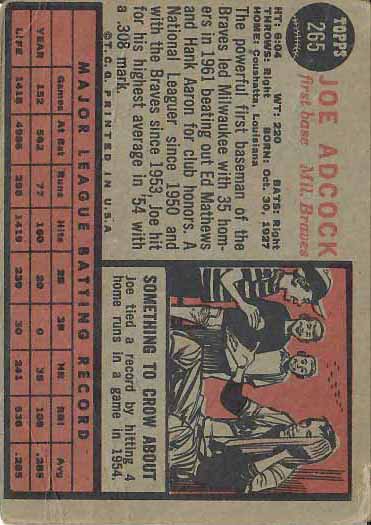 TOPPS
265
JOE ADCOCK
first base Mil. Braves
HT: 6:04 WT: 220 BATS: Right
THROWS: Right BORN: Oct. 30, 1927
HOME: Coushatta, Louisiana
The powerful first baseman of the
Braves led Milwaukee with 35 hom-
ers in 1961 beating out Ed Mathews
and Hank Aaron for club honors. A
National Leaguer since 1950 and
with the Braves since 1953, Joe hit
for his highest average in '54 with
a .308 mark.
©T.C.G. PRINTED IN U.S.A.
SOMETHING TO CROW ABOUT
Joe tied a record by hitting 4
home runs in a game in 1954.
MAJOR LEAGUE BATTING RECORD
Games At Bat Runs Hits 2B 3B HR RBI Avg.
YEAR 152 562 77 160 20 0 35 108 .285
LIFE 1418 4986 1419 239 30 241 .285